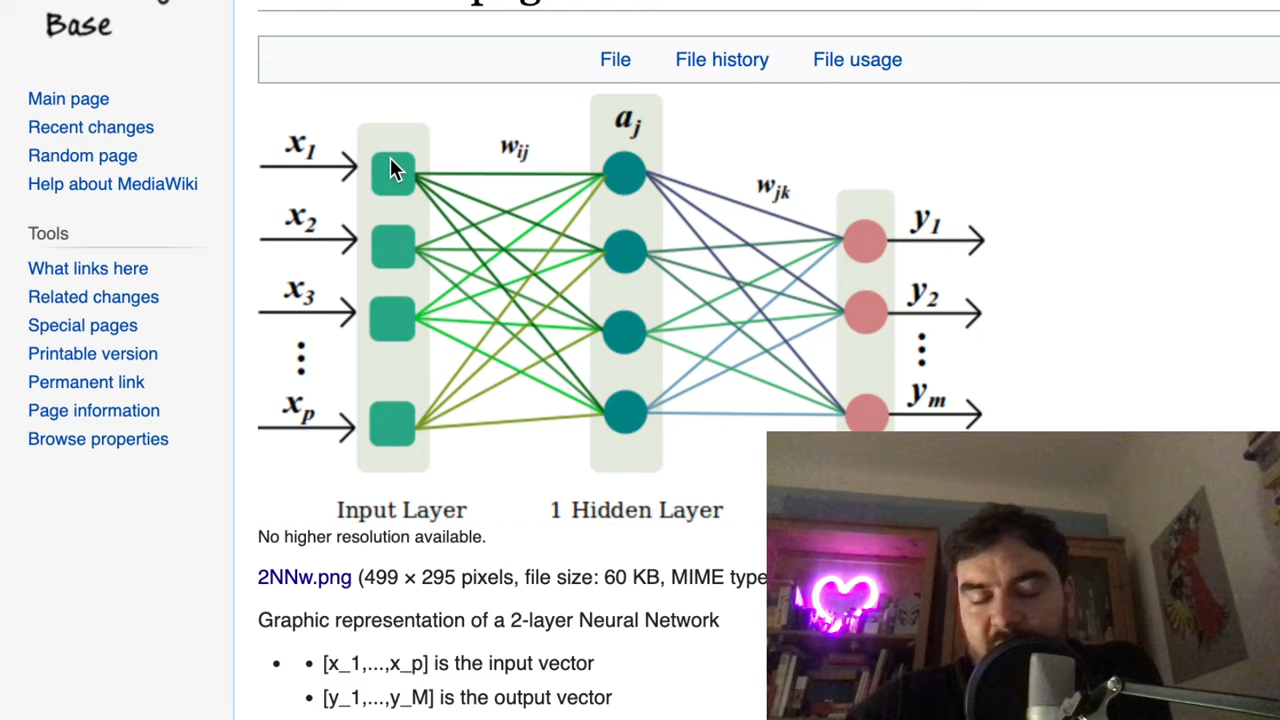 Base
Main page
Recent changes
Random page
Help about MediaWiki
Tools
What links here
Related changes
Special pages
Printable version
Permanent link
Page information
Browse properties
File File history File usage
x1
x2
x3
⋮
xp
wij
aj
wjk
y1
y2
⋮
ym
Input Layer 1 Hidden Layer
No higher resolution available.
2NNw.png (499 × 295 pixels, file size: 60 KB, MIME type
Graphic representation of a 2-layer Neural Network
• • [x_1,...,x_p] is the input vector
• [y_1,...,y_M] is the output vector